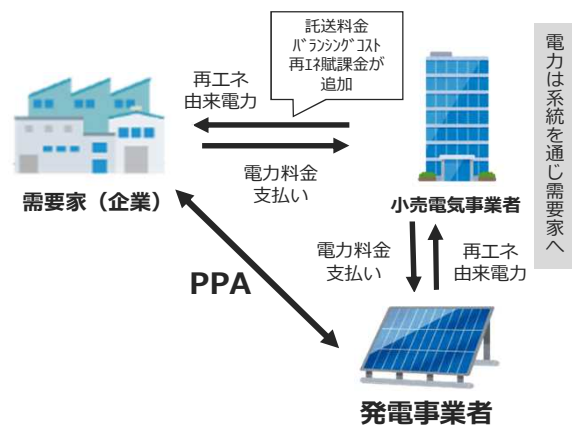 託送料金
ﾊﾞﾗﾝｼﾝｸﾞｺｽﾄ
再ｴﾈ賦課金が
追加
再エネ
由来電力
電力料金
支払い
需要家（企業）
小売電気事業者
電力は系統を通じ需要家へ
電力料金
支払い
再エネ
由来電力
PPA
発電事業者